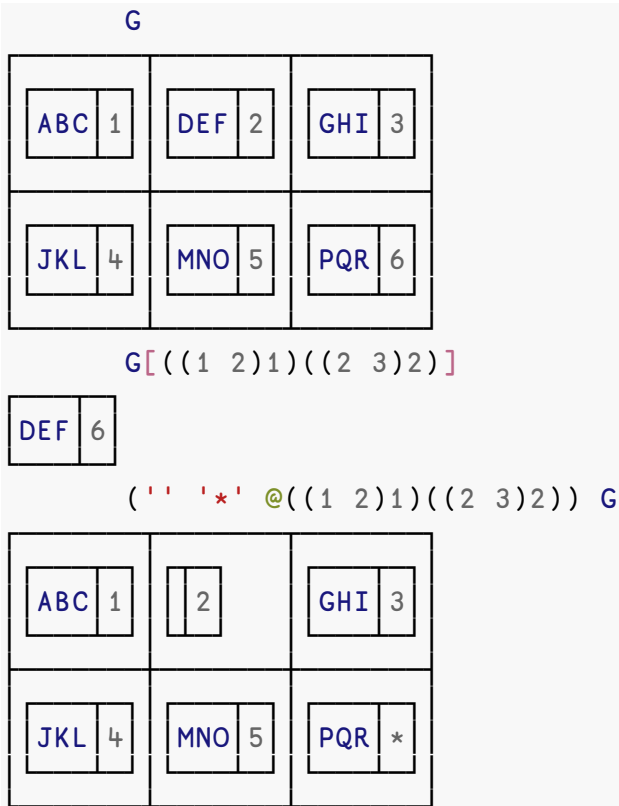 G
ABC 1 DEF 2 GHI 3
JKL 4 MNO 5 PQR 6
G[((1 2)1)((2 3)2)]
DEF 6
('' '*' @((1 2)1)((2 3)2)) G
ABC 1 2 GHI 3
JKL 4 MNO 5 PQR *